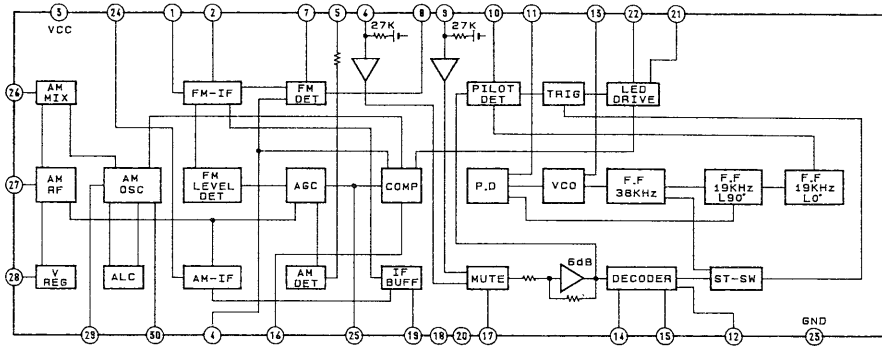 3 24 1 2 7 5 4 8 9 10 11 13 22 21
VCC
27K 27K
26
AM MIX
FM-IF
FM DET
PILOT DET
TRIG
LED DRIVE
27
AM RF
AM OSC
FM LEVEL DET
AGC
COMP
P.D
VCO
F.F 38KHz
F.F 19KHz L90°
F.F 19KHz L0°
28
V REG
ALC
AM-IF
AM DET
IF BUFF
MUTE
6dB
DECODER
ST-SW
GND
29 30 4 16 25 19 18 20 17 14 15 12 23